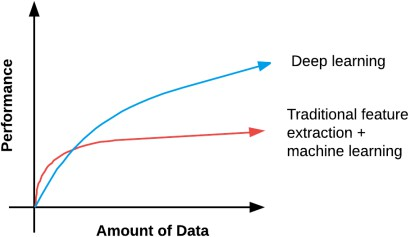 Performance
Deep learning
Traditional feature
extraction +
machine learning
Amount of Data